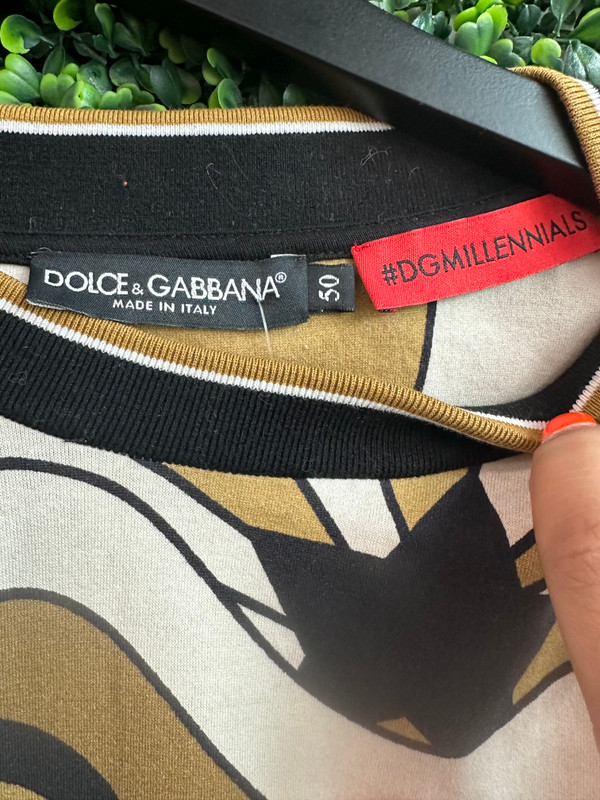 DOLCE & GABBANA®
MADE IN ITALY
50
#DGMILLENNIALS